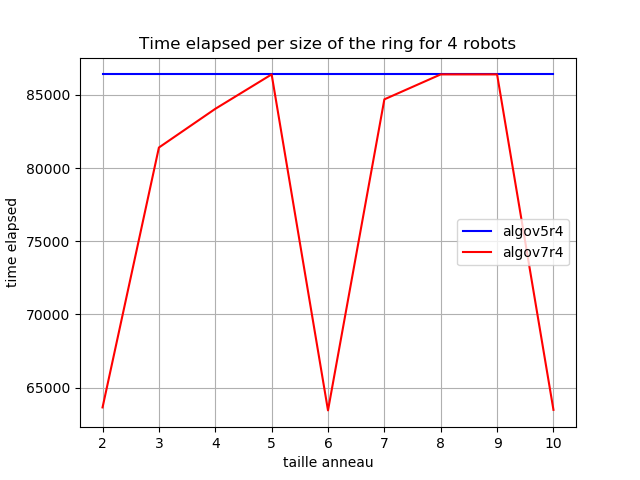 Time elapsed per size of the ring for 4 robots
85000
80000
75000
70000
65000
time elapsed
algov5r4
algov7r4
2 3 4 5 6 7 8 9 10
taille anneau